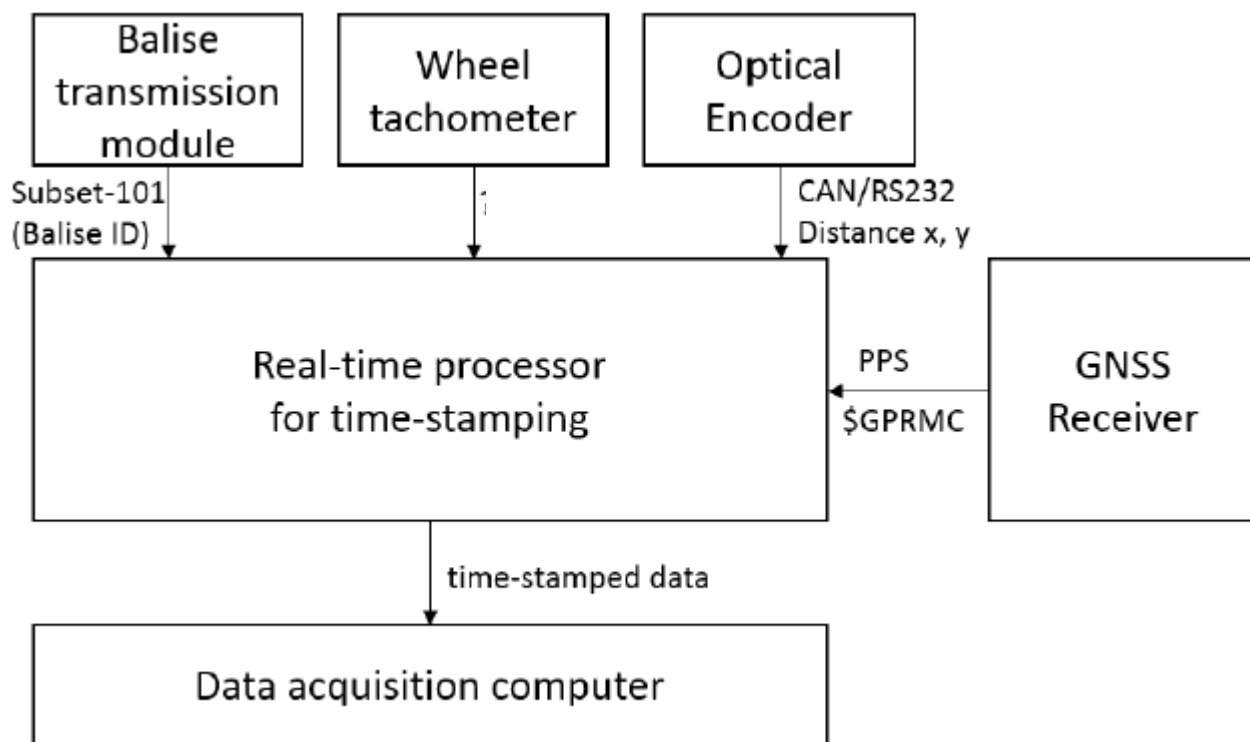 Balise
transmission
module
Wheel
tachometer
Optical
Encoder
Subset-101
(Balise ID)
CAN/RS232
Distance x, y
Real-time processor
for time-stamping
PPS
$GPRMC
GNSS
Receiver
time-stamped data
Data acquisition computer